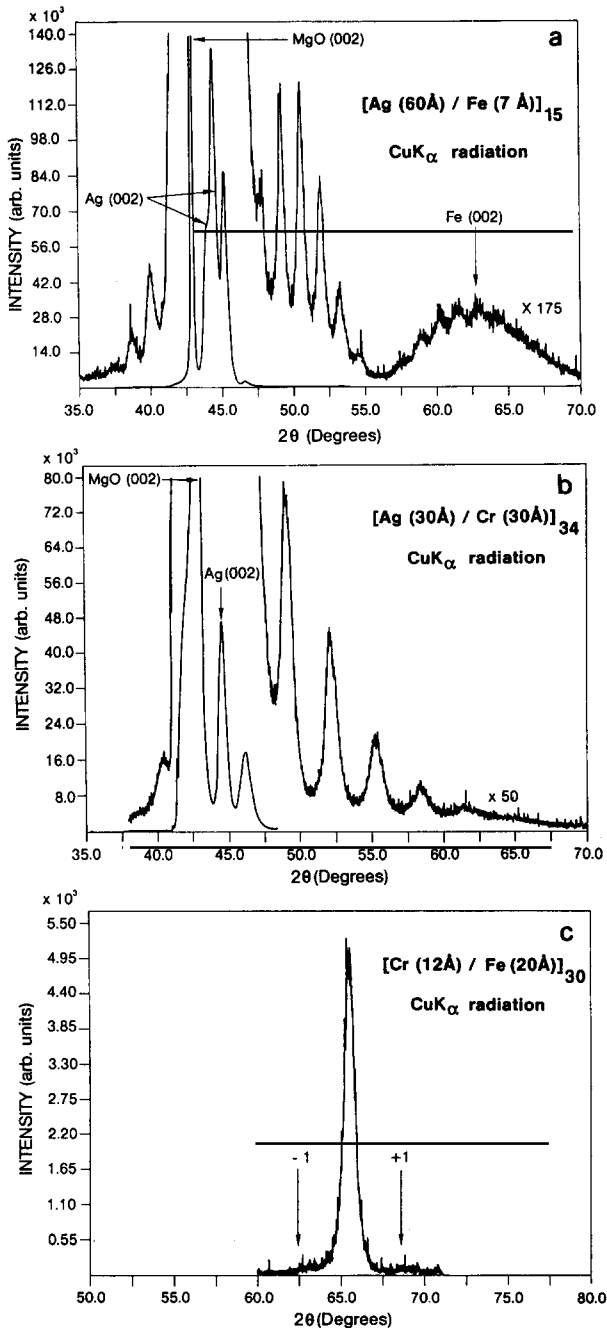 x 10³
a
140.0
MgO (002)
126.0
112.0
[Ag (60Å) / Fe (7 Å)]15
98.0
CuKα radiation
84.0
Ag (002)
70.0
Fe (002)
56.0
42.0
X 175
28.0
14.0
INTENSITY (arb. units)
35.0 40.0 45.0 50.0 55.0 60.0 65.0 70.0
2θ (Degrees)
x 10³
b
80.0
MgO (002)
72.0
[Ag (30Å) / Cr (30Å)]34
64.0
CuKα radiation
56.0
Ag (002)
48.0
40.0
32.0
24.0
16.0
x 50
8.0
INTENSITY (arb. units)
35.0 40.0 45.0 50.0 55.0 60.0 65.0 70.0
2θ (Degrees)
x 10³
c
5.50
4.95
[Cr (12Å) / Fe (20Å)]30
4.40
CuKα radiation
3.85
3.30
2.75
2.20
- 1 +1
1.65
1.10
0.55
INTENSITY (arb. units)
50.0 55.0 60.0 65.0 70.0 75.0 80.0
2θ (Degrees)